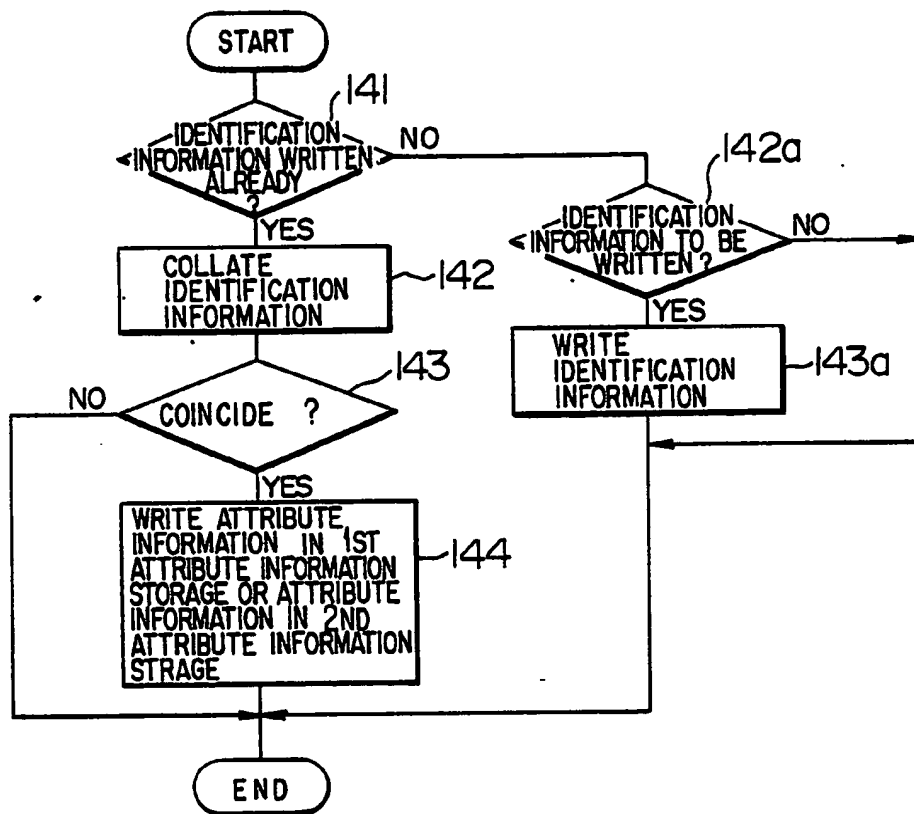 START
141
IDENTIFICATION
INFORMATION WRITTEN
ALREADY
?
NO
YES
142a
IDENTIFICATION
INFORMATION TO BE
WRITTEN ?
NO
YES
COLLATE
IDENTIFICATION
INFORMATION
142
WRITE
IDENTIFICATION
INFORMATION
143a
143
COINCIDE ?
NO
YES
WRITE ATTRIBUTE
INFORMATION IN 1ST
ATTRIBUTE INFORMATION
STORAGE OR ATTRIBUTE
INFORMATION IN 2ND
ATTRIBUTE INFORMATION
STRAGE
144
END